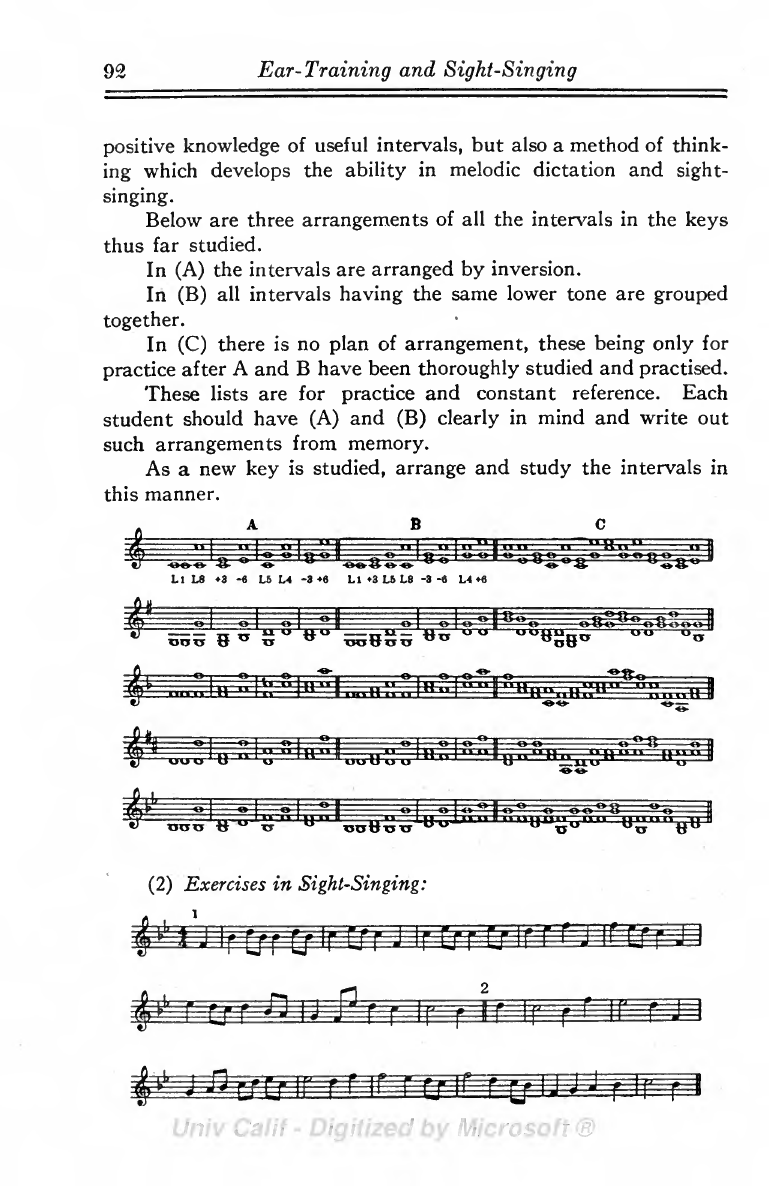 92 Ear-Training and Sight-Singing
positive knowledge of useful intervals, but also a method of think-
ing which develops the ability in melodic dictation and sight-
singing.
Below are three arrangements of all the intervals in the keys
thus far studied.
In (A) the intervals are arranged by inversion.
In (B) all intervals having the same lower tone are grouped
together.
In (C) there is no plan of arrangement, these being only for
practice after A and B have been thoroughly studied and practised.
These lists are for practice and constant reference. Each
student should have (A) and (B) clearly in mind and write out
such arrangements from memory.
As a new key is studied, arrange and study the intervals in
this manner.
A B C
L1 L8 +3 -6 L5 L4 -3 +6 L1 +3 L5 L8 -3 -6 L4 +6
(2) Exercises in Sight-Singing:
1
2
Univ Calif - Digitized by Microsoft ®